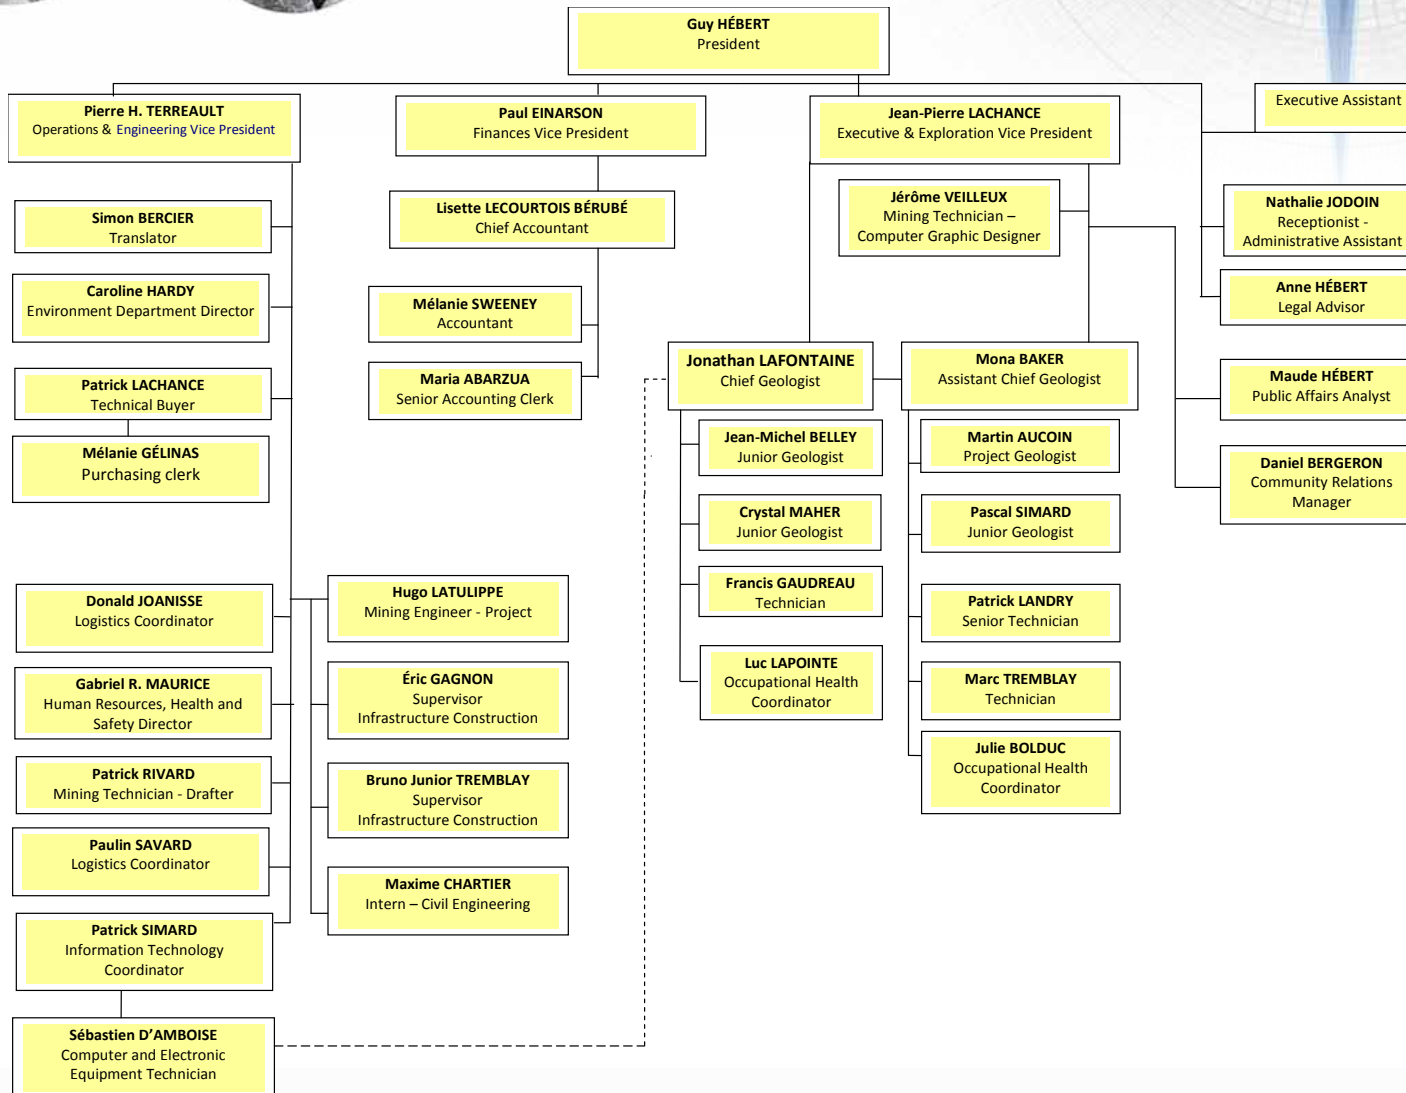 Guy HÉBERT
President
Pierre H. TERREAULT
Operations & Engineering Vice President
Paul EINARSON
Finances Vice President
Jean-Pierre LACHANCE
Executive & Exploration Vice President
Executive Assistant
Simon BERCIER
Translator
Lisette LECOURTOIS BÉRUBÉ
Chief Accountant
Jérôme VEILLEUX
Mining Technician –
Computer Graphic Designer
Nathalie JODOIN
Receptionist -
Administrative Assistant
Caroline HARDY
Environment Department Director
Mélanie SWEENEY
Accountant
Anne HÉBERT
Legal Advisor
Patrick LACHANCE
Technical Buyer
Maria ABARZUA
Senior Accounting Clerk
Jonathan LAFONTAINE
Chief Geologist
Mona BAKER
Assistant Chief Geologist
Maude HÉBERT
Public Affairs Analyst
Mélanie GÉLINAS
Purchasing clerk
Jean-Michel BELLEY
Junior Geologist
Martin AUCOIN
Project Geologist
Daniel BERGERON
Community Relations
Manager
Crystal MAHER
Junior Geologist
Pascal SIMARD
Junior Geologist
Donald JOANISSE
Logistics Coordinator
Hugo LATULIPPE
Mining Engineer - Project
Francis GAUDREAU
Technician
Patrick LANDRY
Senior Technician
Gabriel R. MAURICE
Human Resources, Health and
Safety Director
Éric GAGNON
Supervisor
Infrastructure Construction
Luc LAPOINTE
Occupational Health
Coordinator
Marc TREMBLAY
Technician
Patrick RIVARD
Mining Technician - Drafter
Bruno Junior TREMBLAY
Supervisor
Infrastructure Construction
Julie BOLDUC
Occupational Health
Coordinator
Paulin SAVARD
Logistics Coordinator
Maxime CHARTIER
Intern – Civil Engineering
Patrick SIMARD
Information Technology
Coordinator
Sébastien D'AMBOISE
Computer and Electronic
Equipment Technician